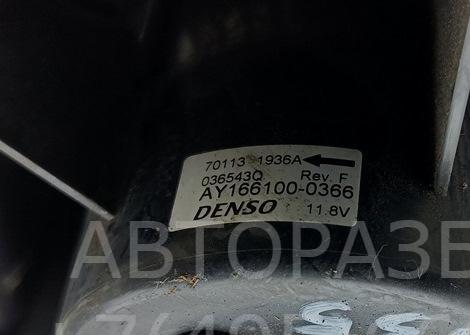 70113 1936A
036543Q Rev. F
AY166100-0366
DENSO 11.8V
АВТОРАЗБ